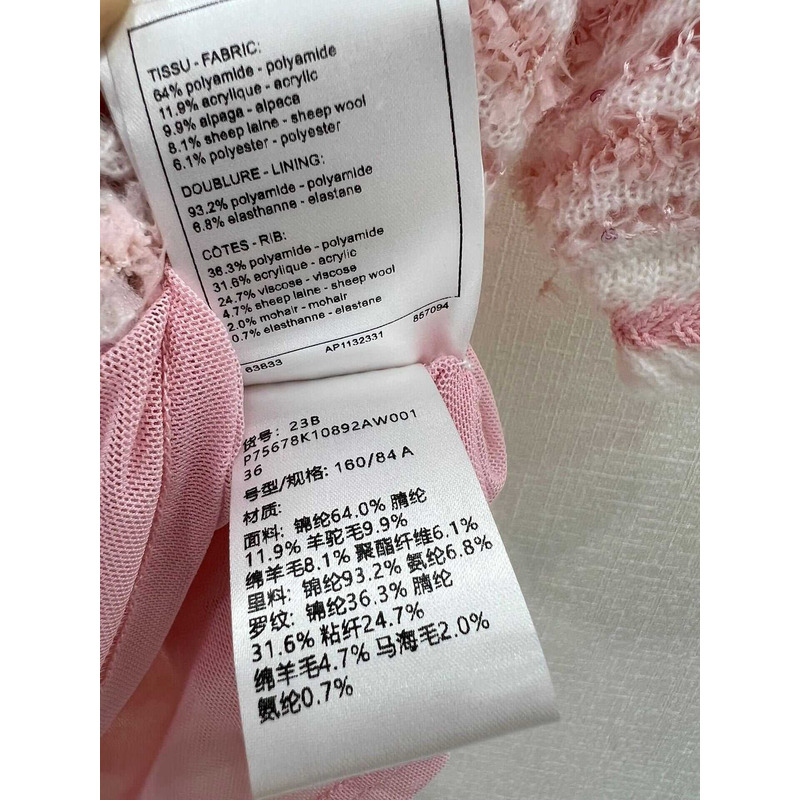 TISSU - FABRIC:
64% polyamide - polyamide
11.9% acrylique - acrylic
9.9% alpaga - alpaca
8.1% sheep laine - sheep wool
6.1% polyester - polyester
DOUBLURE - LINING:
93.2% polyamide - polyamide
6.8% elasthanne - elastane
CÔTES - RIB:
36.3% polyamide - polyamide
31.6% acrylique - acrylic
24.7% viscose - viscose
4.7% sheep laine - sheep wool
2.0% mohair - mohair
0.7% elesthanne - elastane
63833 AP1132331 857094
货号: 23B
P75678K10892AW001
36
号型/规格: 160/84 A
材质:
面料: 锦纶64.0% 腈纶
11.9% 羊驼毛9.9%
绵羊毛8.1% 聚酯纤维6.1%
里料: 锦纶93.2% 氨纶6.8%
罗纹: 锦纶36.3% 腈纶
31.6% 粘纤24.7%
绵羊毛4.7% 马海毛2.0%
氨纶0.7%